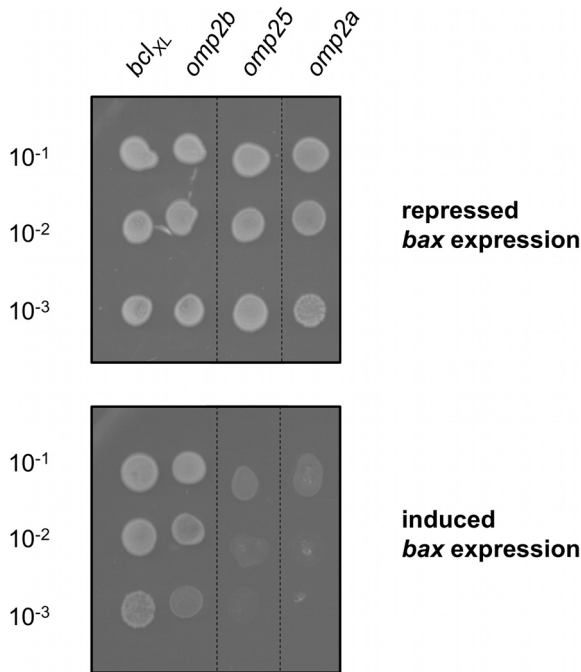 bcl_XL omp2b omp25 omp2a
10⁻¹
10⁻²
10⁻³
repressed
bax expression
10⁻¹
10⁻²
10⁻³
induced
bax expression